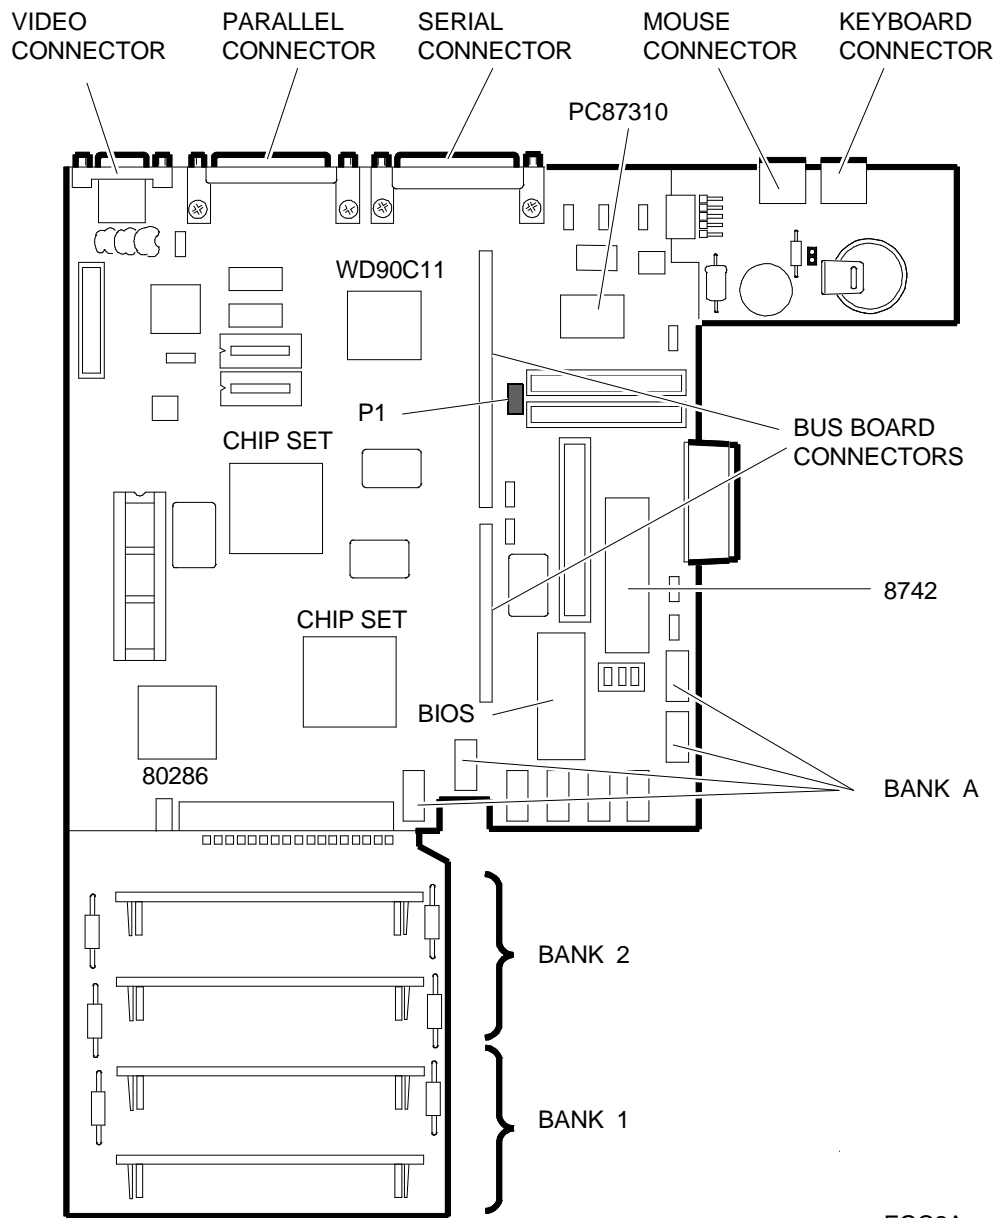 VIDEO
CONNECTOR
PARALLEL
CONNECTOR
SERIAL
CONNECTOR
MOUSE
CONNECTOR
KEYBOARD
CONNECTOR
PC87310
WD90C11
P1
CHIP SET
BUS BOARD
CONNECTORS
8742
CHIP SET
BIOS
80286
BANK A
BANK 2
BANK 1